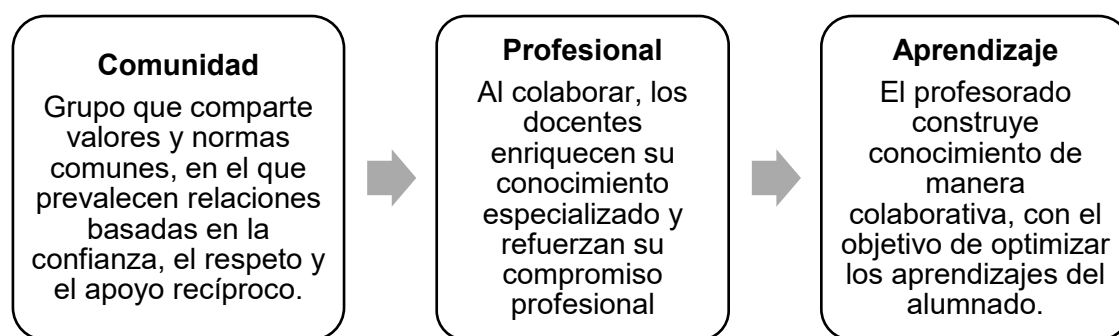 Comunidad
Grupo que comparte
valores y normas
comunes, en el que
prevalecen relaciones
basadas en la
confianza, el respeto y
el apoyo recíproco.
Profesional
Al colaborar, los
docentes
enriquecen su
conocimiento
especializado y
refuerzan su
compromiso
profesional
Aprendizaje
El profesorado
construye
conocimiento de
manera
colaborativa, con el
objetivo de optimizar
los aprendizajes del
alumnado.